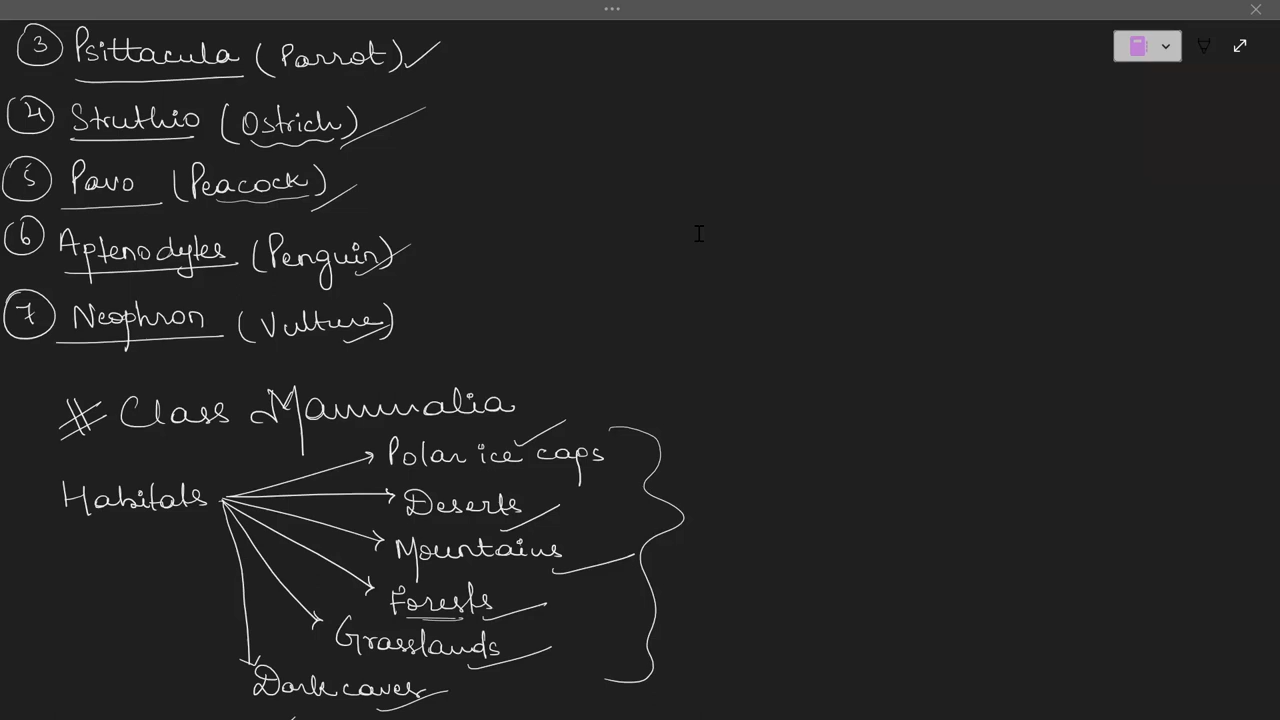 ③ Psittacula (Parrot)
④ Struthio (Ostrich)
⑤ Pavo (Peacock)
⑥ Aptenodytes (Penguin)
⑦ Neophron (Vulture)
# Class Mammalia
Habitats
Polar ice caps
Deserts
Mountains
Forests
Grasslands
Dark caves